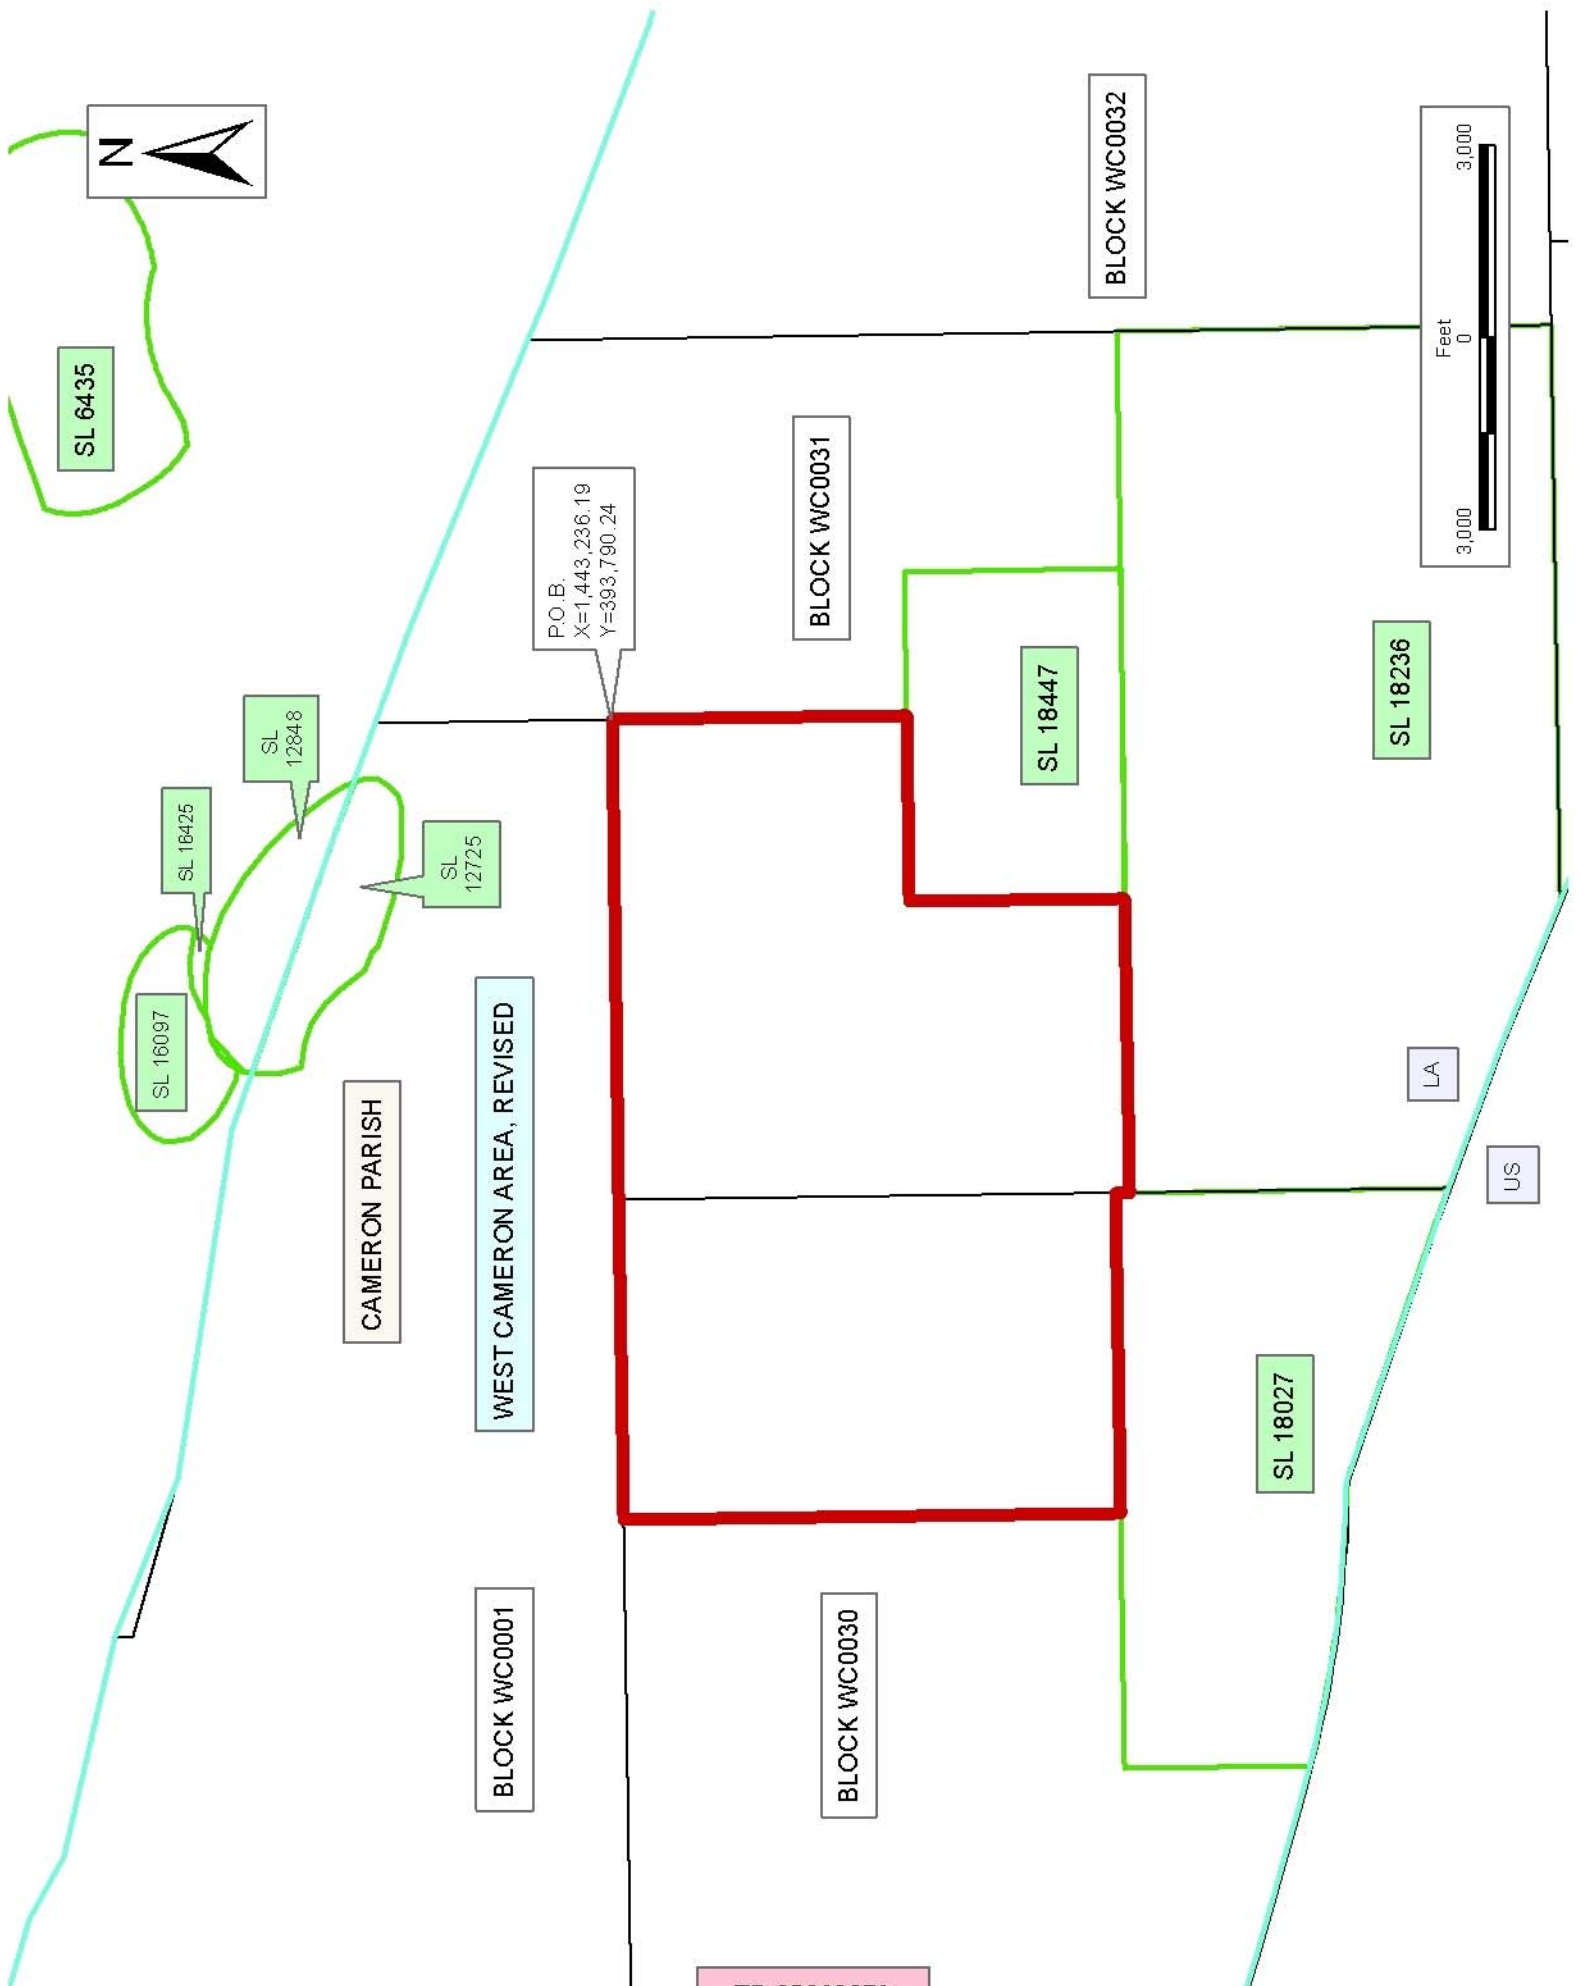 N
SL 6435
SL 16425
SL
12848
SL 16097
SL
12725
CAMERON PARISH
WEST CAMERON AREA, REVISED
P.O.B.
X=1,443,236.19
Y=393,790.24
BLOCK WC0001
BLOCK WC0030
BLOCK WC0031
BLOCK WC0032
SL 18447
SL 18236
SL 18027
LA
US
Feet
3,000
0
3,000